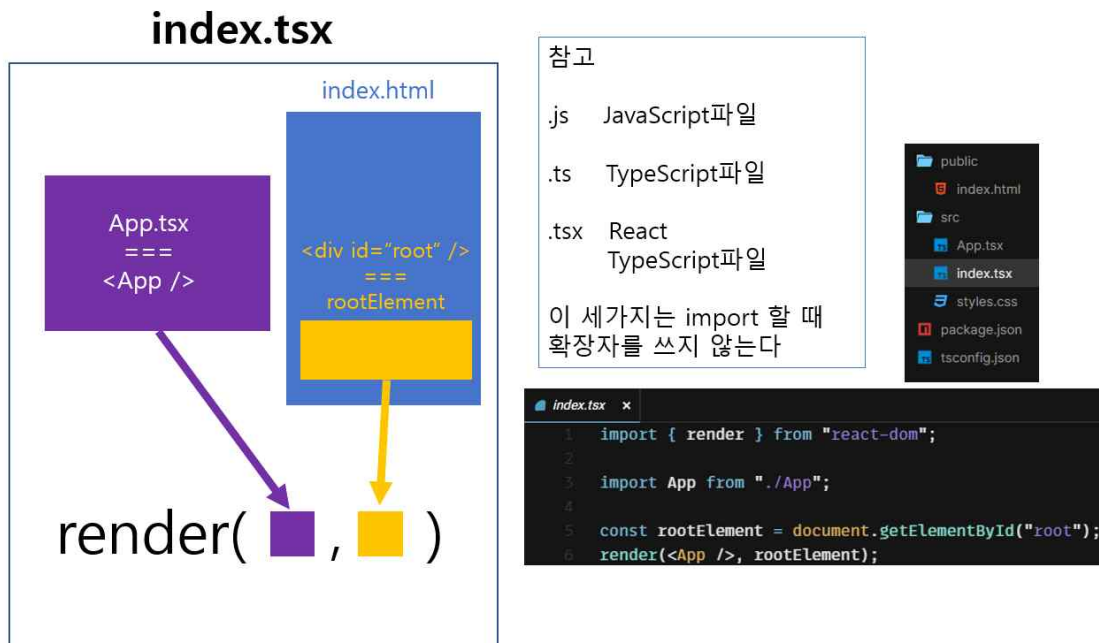 index.tsx
index.html
App.tsx
===
<App />
<div id="root" />
===
rootElement
render( , )
참고
.js JavaScript파일
.ts TypeScript파일
.tsx React
TypeScript파일
이 세가지는 import 할 때
확장자를 쓰지 않는다
public
index.html
src
App.tsx
index.tsx
styles.css
package.json
tsconfig.json
index.tsx ×
1 import { render } from "react-dom";
2
3 import App from "./App";
4
5 const rootElement = document.getElementById("root");
6 render(<App />, rootElement);